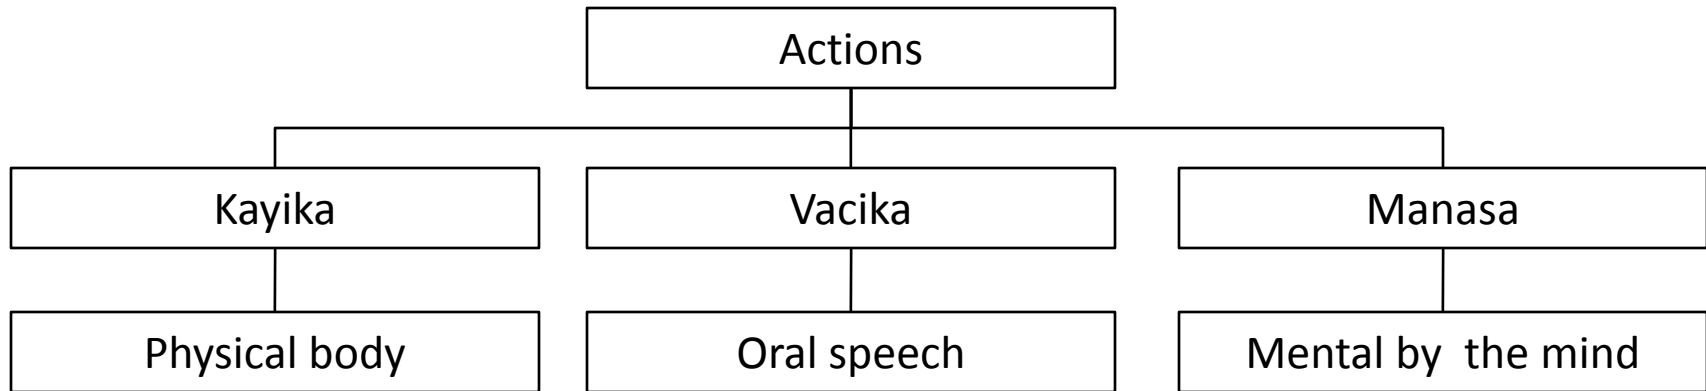 Actions
Kayika
Vacika
Manasa
Physical body
Oral speech
Mental by  the mind